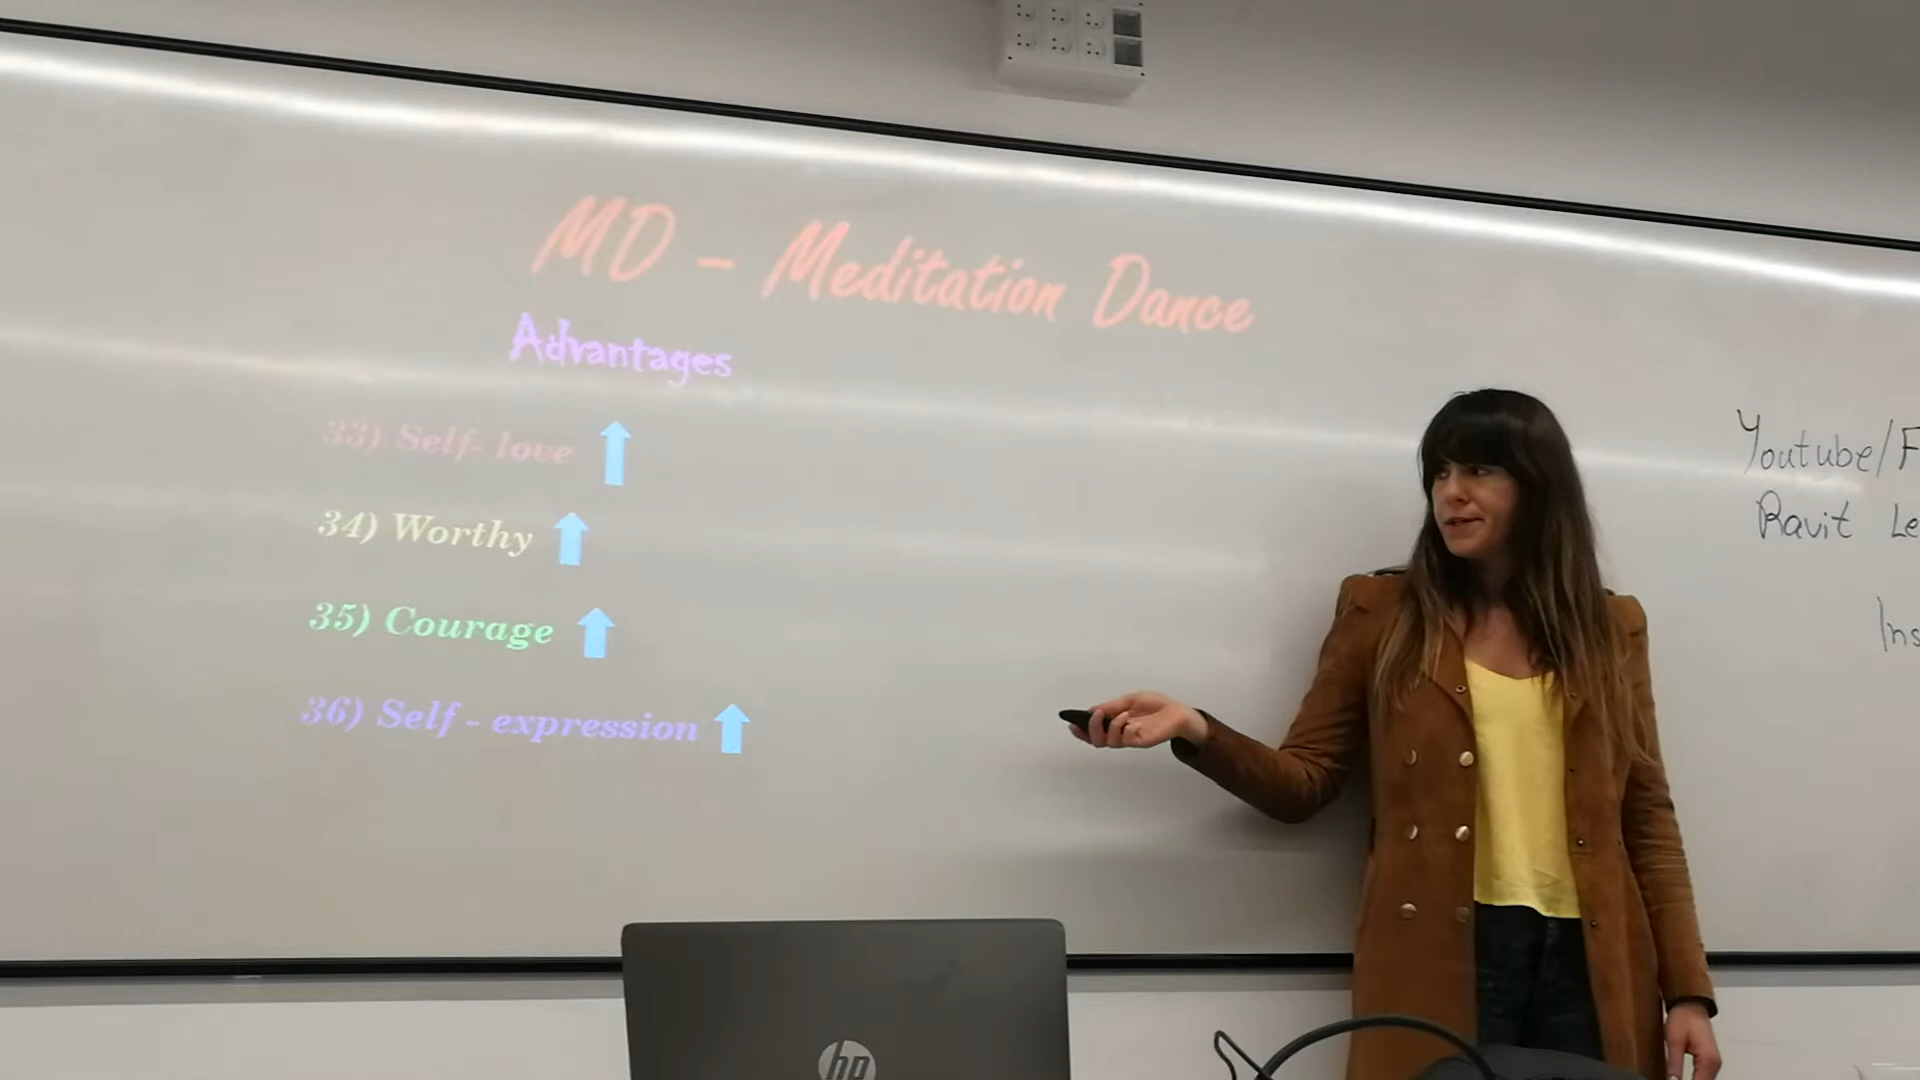 MD - Meditation Dance
Advantages
33) Self- love
34) Worthy
35) Courage
36) Self - expression
Youtube/F
Ravit Le
Ins
hp